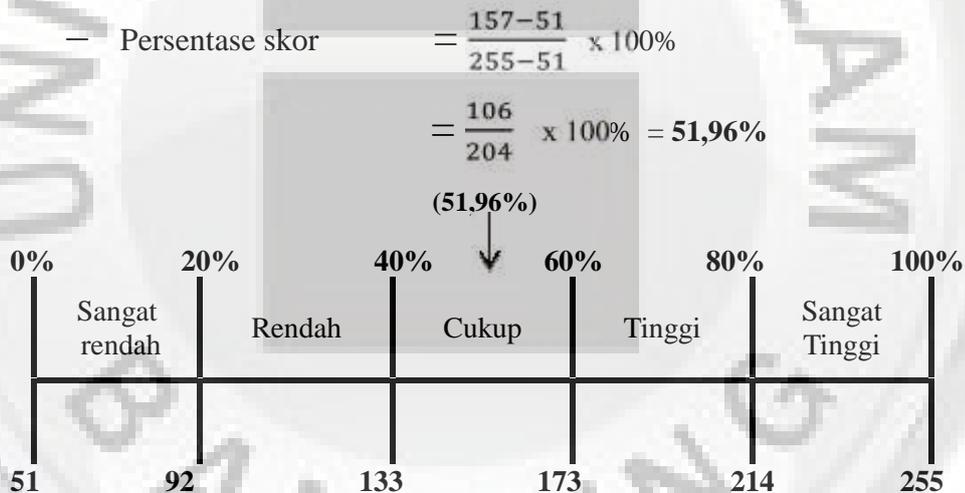 – Persentase skor = 157−51 / 255−51 x 100%
= 106 / 204 x 100% = 51,96%
(51,96%)
0% 20% 40% 60% 80% 100%
Sangat rendah Rendah Cukup Tinggi Sangat Tinggi
51 92 133 173 214 255